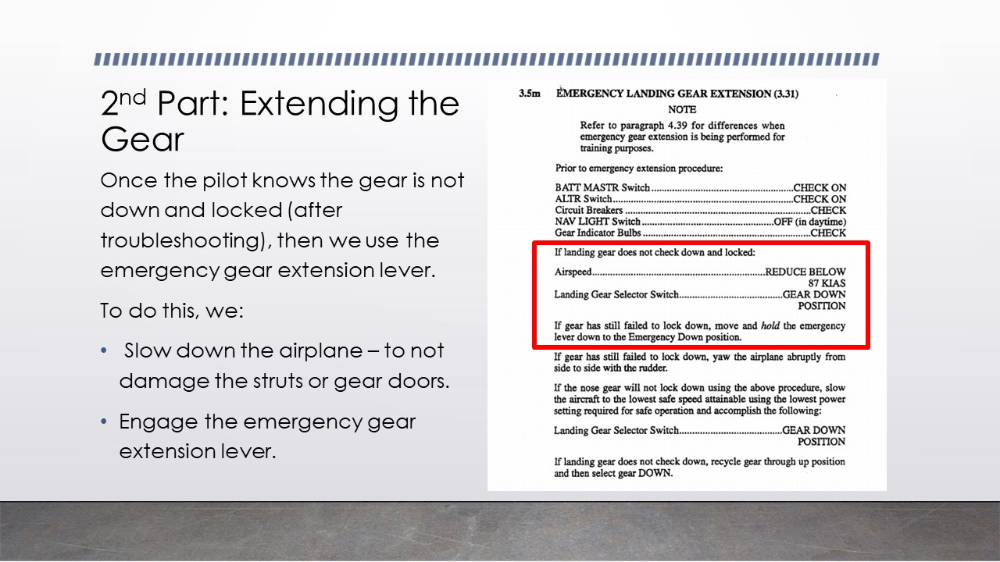 2nd Part: Extending the
Gear
Once the pilot knows the gear is not
down and locked (after
troubleshooting), then we use the
emergency gear extension lever.
To do this, we:
• Slow down the airplane – to not
damage the struts or gear doors.
• Engage the emergency gear
extension lever.
3.5m EMERGENCY LANDING GEAR EXTENSION (3.31)
NOTE
Refer to paragraph 4.39 for differences when
emergency gear extension is being performed for
training purposes.
Prior to emergency extension procedure:
BATT MASTR Switch.....CHECK ON
ALTR Switch.....CHECK ON
Circuit Breakers.....CHECK
NAV LIGHT Switch.....OFF (in daytime)
Gear Indicator Bulbs.....CHECK
If landing gear does not check down and locked:
Airspeed.....REDUCE BELOW
87 KIAS
Landing Gear Selector Switch.....GEAR DOWN
POSITION
If gear has still failed to lock down, move and hold the emergency
lever down to the Emergency Down position.
If gear has still failed to lock down, yaw the airplane abruptly from
side to side with the rudder.
If the nose gear will not lock down using the above procedure, slow
the aircraft to the lowest safe speed attainable using the lowest power
setting required for safe operation and accomplish the following:
Landing Gear Selector Switch.....GEAR DOWN
POSITION
If landing gear does not check down, recycle gear through up position
and then select gear DOWN.